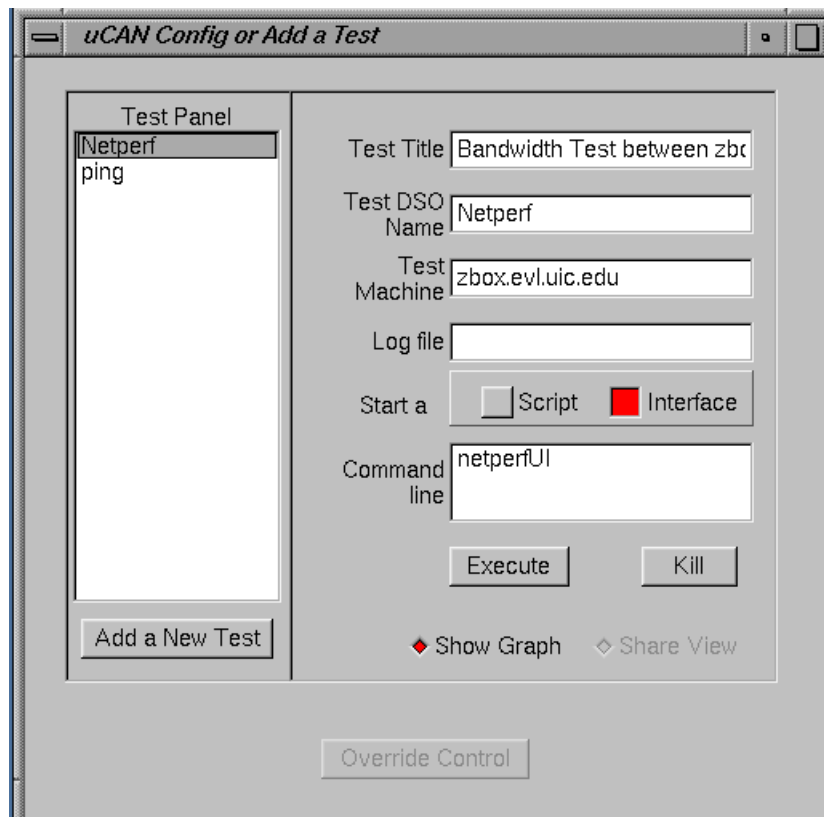 uCAN Config or Add a Test
Test Panel
Netperf
ping
Add a New Test
Test Title
Bandwidth Test between zbo
Test DSO
Name
Netperf
Test
Machine
zbox.evl.uic.edu
Log file
Start a
Script
Interface
Command
line
netperfUI
Execute
Kill
Show Graph
Share View
Override Control